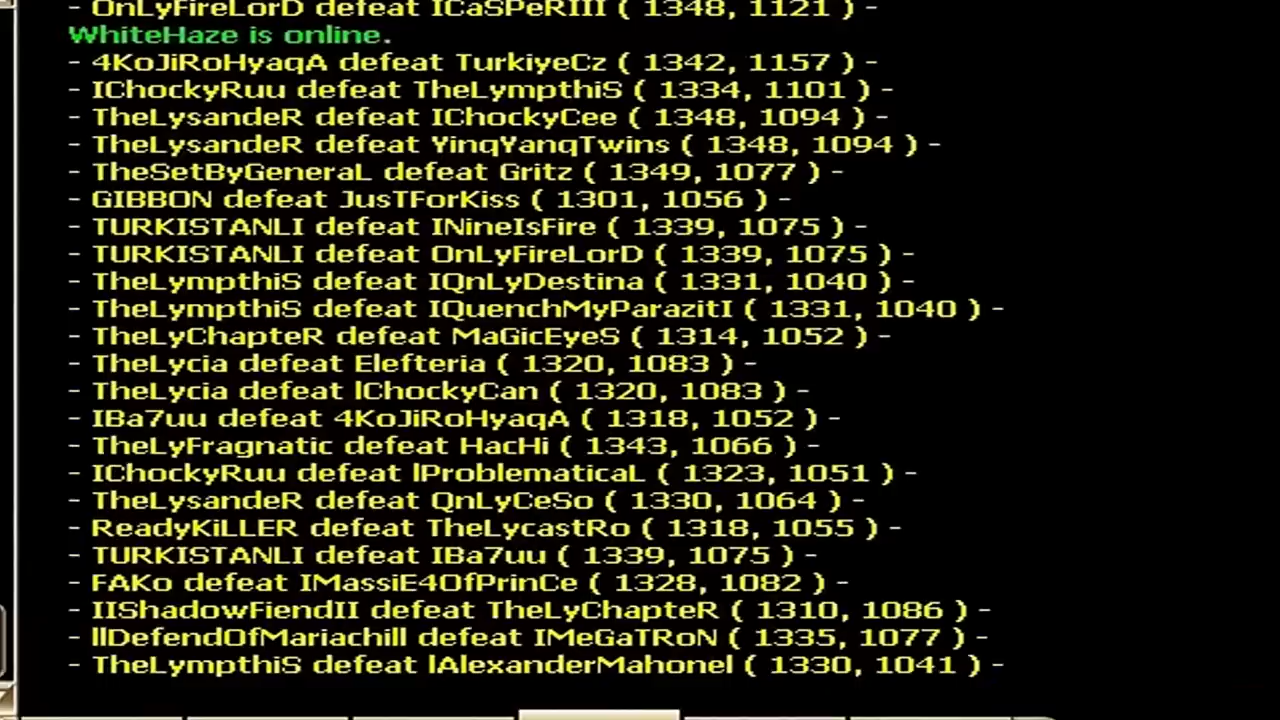 - OnLyFireLorD defeat ICaSPeRIII ( 1348, 1121 ) -
WhiteHaze is online.
- 4KoJiRoHyaqA defeat TurkiyeCz ( 1342, 1157 ) -
- IChockyRuu defeat TheLympthiS ( 1334, 1101 ) -
- TheLysandeR defeat IChockyCee ( 1348, 1094 ) -
- TheLysandeR defeat YinqYanqTwins ( 1348, 1094 ) -
- TheSetByGeneraL defeat Gritz ( 1349, 1077 ) -
- GIBBON defeat JusTForKiss ( 1301, 1056 ) -
- TURKISTANLI defeat INineIsFire ( 1339, 1075 ) -
- TURKISTANLI defeat OnLyFireLorD ( 1339, 1075 ) -
- TheLympthiS defeat IQnLyDestina ( 1331, 1040 ) -
- TheLympthiS defeat IQuenchMyParazitI ( 1331, 1040 ) -
- TheLyChapteR defeat MaGicEyeS ( 1314, 1052 ) -
- TheLycia defeat Elefteria ( 1320, 1083 ) -
- TheLycia defeat lChockyCan ( 1320, 1083 ) -
- IBa7uu defeat 4KoJiRoHyaqA ( 1318, 1052 ) -
- TheLyFragnatic defeat HacHi ( 1343, 1066 ) -
- IChockyRuu defeat lProblematicaL ( 1323, 1051 ) -
- TheLysandeR defeat QnLyCeSo ( 1330, 1064 ) -
- ReadyKiLLER defeat TheLycastRo ( 1318, 1055 ) -
- TURKISTANLI defeat IBa7uu ( 1339, 1075 ) -
- FAKo defeat IMassiE4OfPrinCe ( 1328, 1082 ) -
- IIShadowFiendII defeat TheLyChapteR ( 1310, 1086 ) -
- llDefendOfMariachill defeat IMeGaTRoN ( 1335, 1077 ) -
- TheLympthiS defeat lAlexanderMahonel ( 1330, 1041 ) -